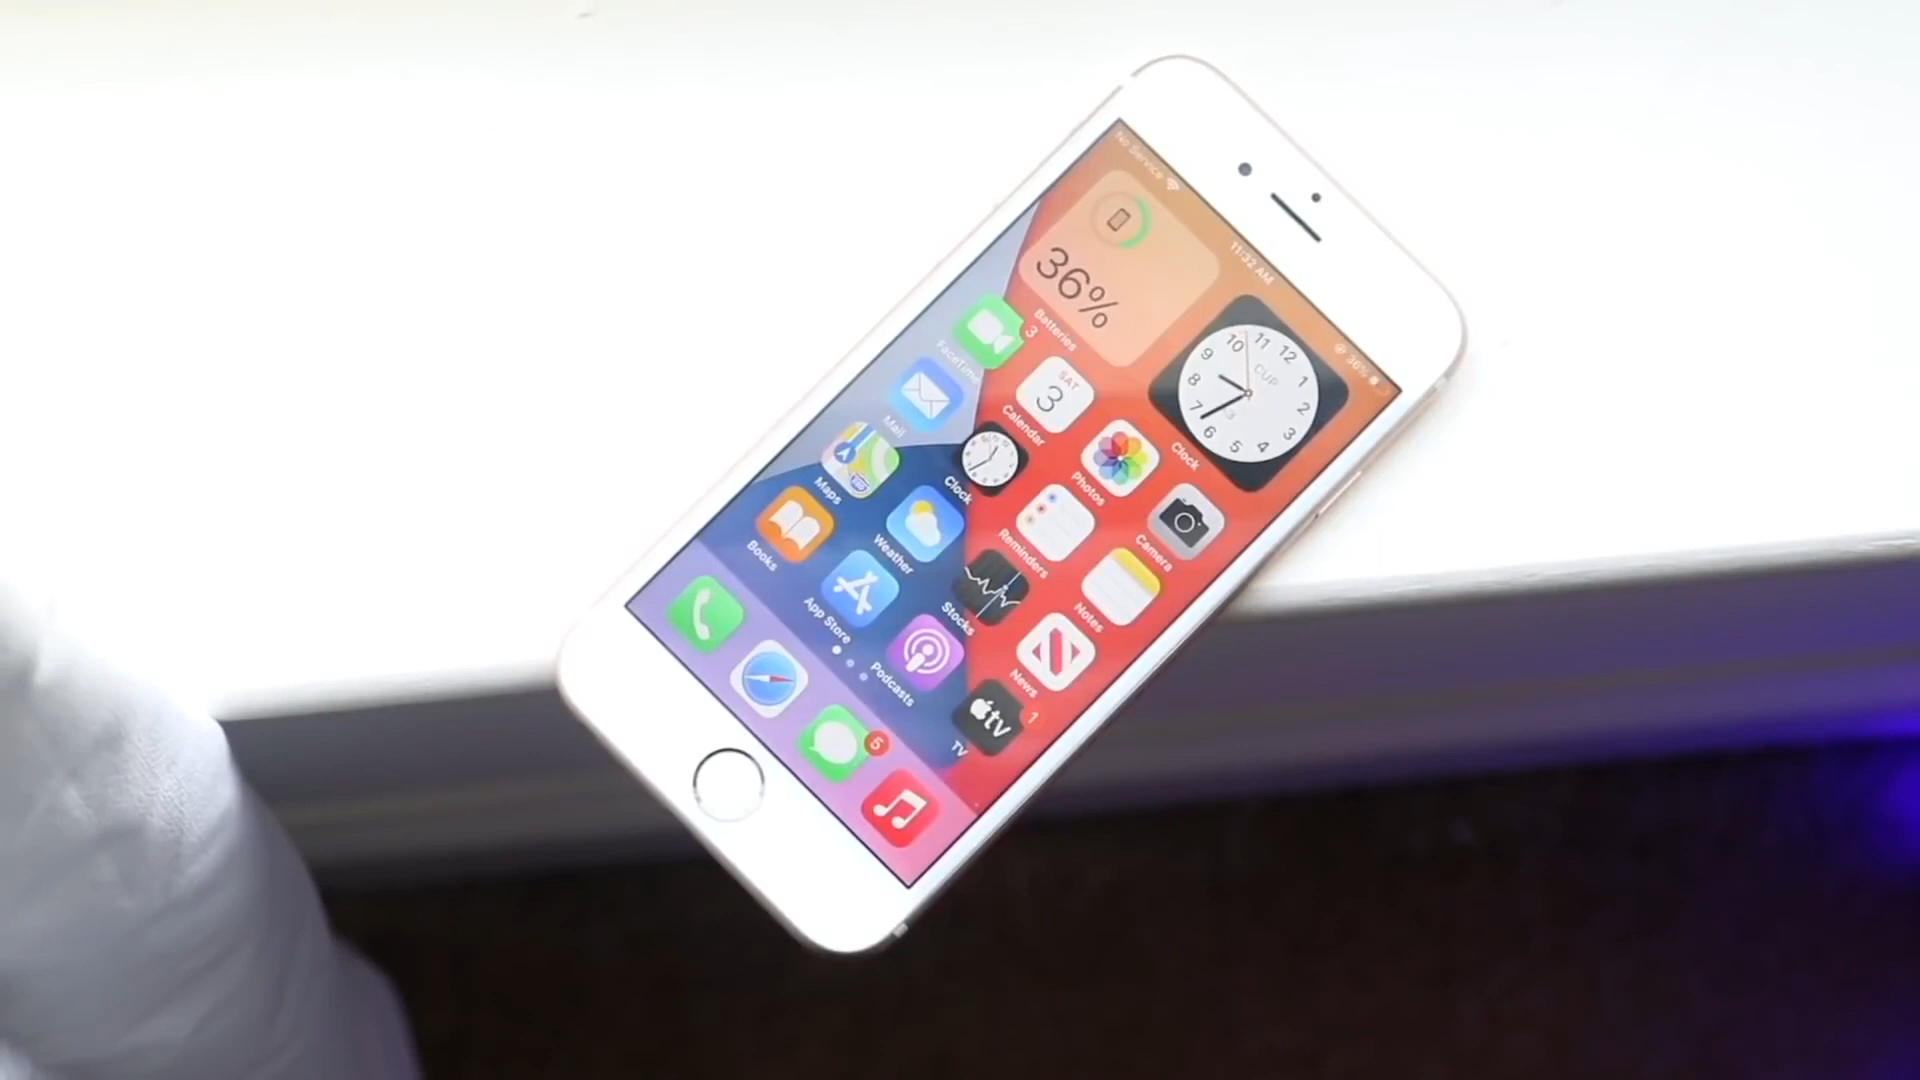 No Service
11:32 AM
36%
36%
Batteries
10 11 12
9 1
8 2
7 3
6 5 4
CUP
Clock
3
FaceTime
SAT
3
Calendar
Photos
Camera
Mail
Clock
Reminders
Notes
Maps
Weather
Stocks
News
Books
App Store
Podcasts
1
tv
TV
5